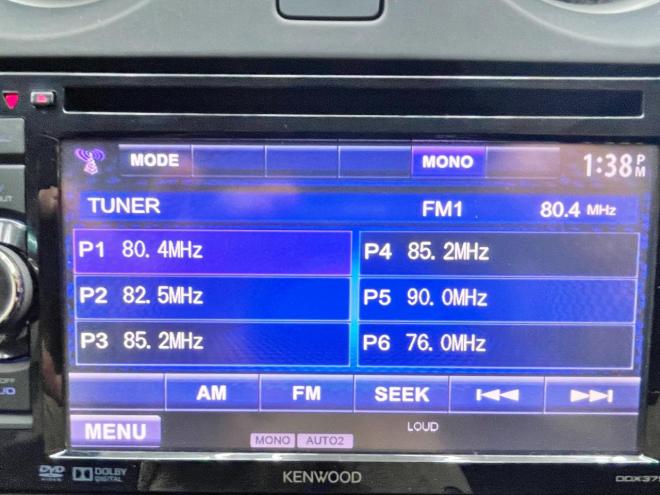 MODE MONO 1:38 PM
TUNER FM1 80.4 MHz
P1 80.4MHz P4 85.2MHz
P2 82.5MHz P5 90.0MHz
P3 85.2MHz P6 76.0MHz
AM FM SEEK
MENU LOUD
MONO AUTO2
DVD DOLBY DIGITAL KENWOOD